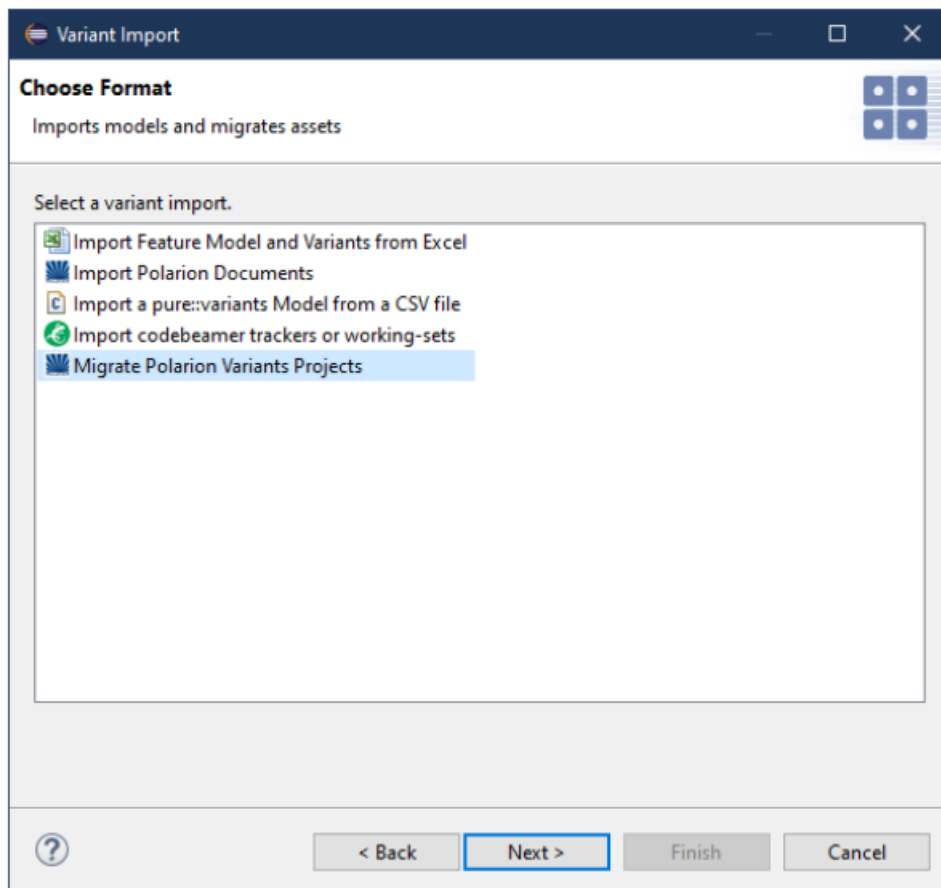 Variant Import
Choose Format
Imports models and migrates assets
Select a variant import.
Import Feature Model and Variants from Excel
Import Polarion Documents
Import a pure::variants Model from a CSV file
Import codebeamer trackers or working-sets
Migrate Polarion Variants Projects
< Back Next > Finish Cancel